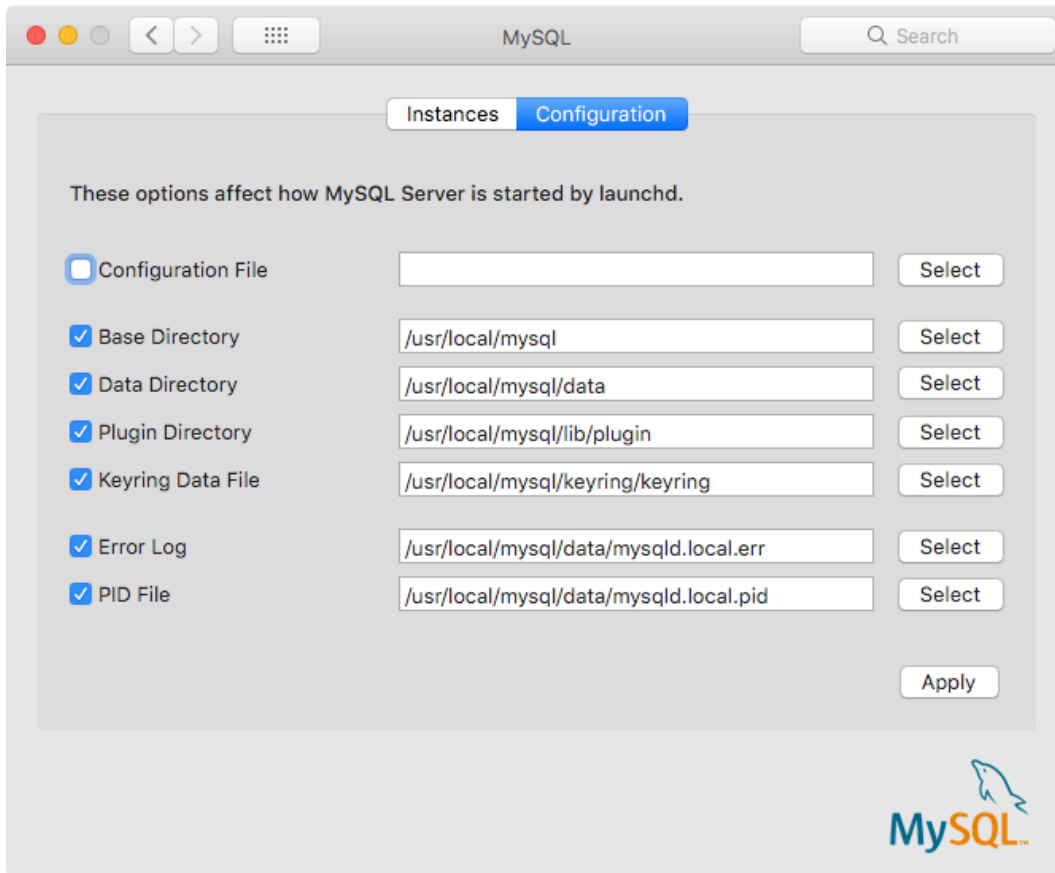 MySQL
Search
Instances Configuration
These options affect how MySQL Server is started by launchd.
Configuration File Select
Base Directory /usr/local/mysql Select
Data Directory /usr/local/mysql/data Select
Plugin Directory /usr/local/mysql/lib/plugin Select
Keyring Data File /usr/local/mysql/keyring/keyring Select
Error Log /usr/local/mysql/data/mysqld.local.err Select
PID File /usr/local/mysql/data/mysqld.local.pid Select
Apply
MySQL™